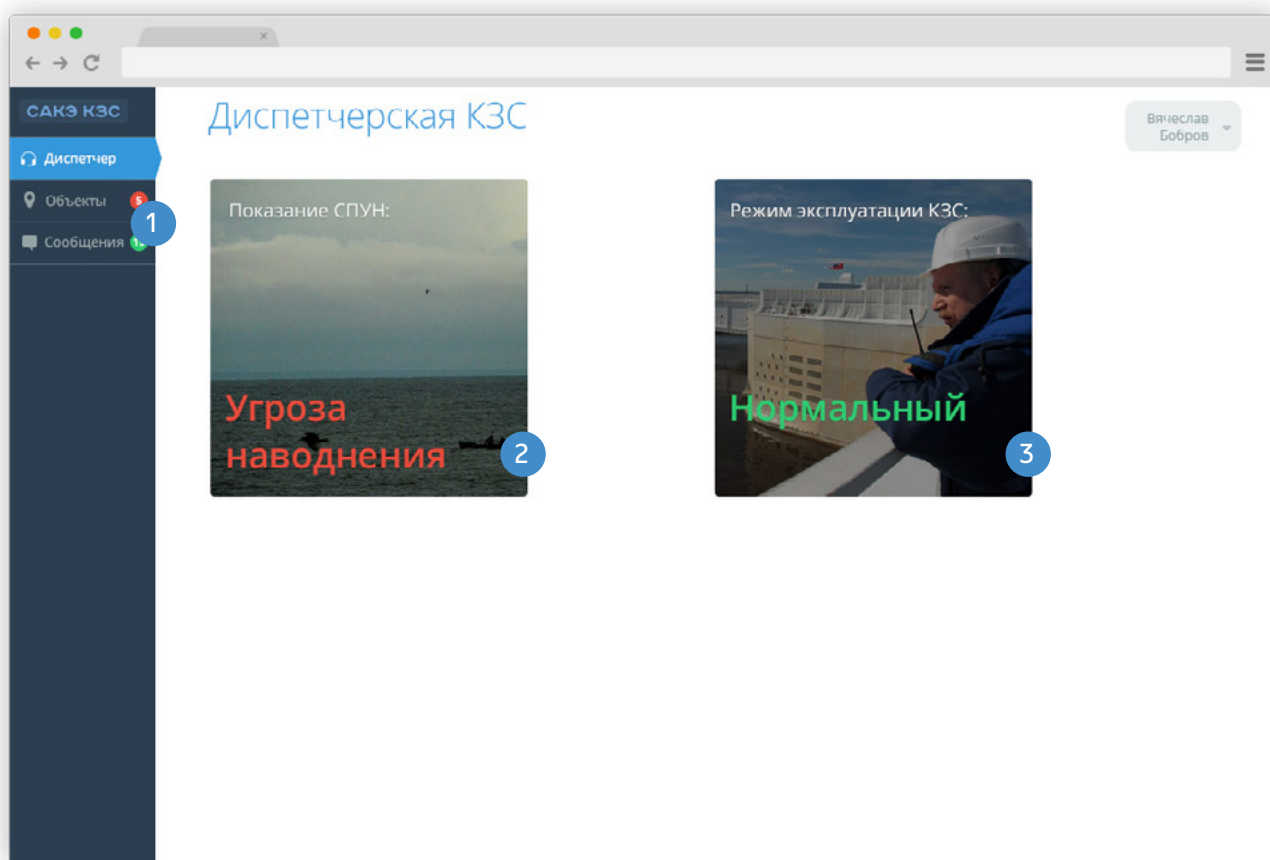 САКЭ КЗС
Диспетчерская КЗС
Вячеслав
Бобров
Диспетчер
Объекты 5
1
Сообщения
Показание СПУН:
Угроза
наводнения
2
Режим эксплуатации КЗС:
Нормальный
3